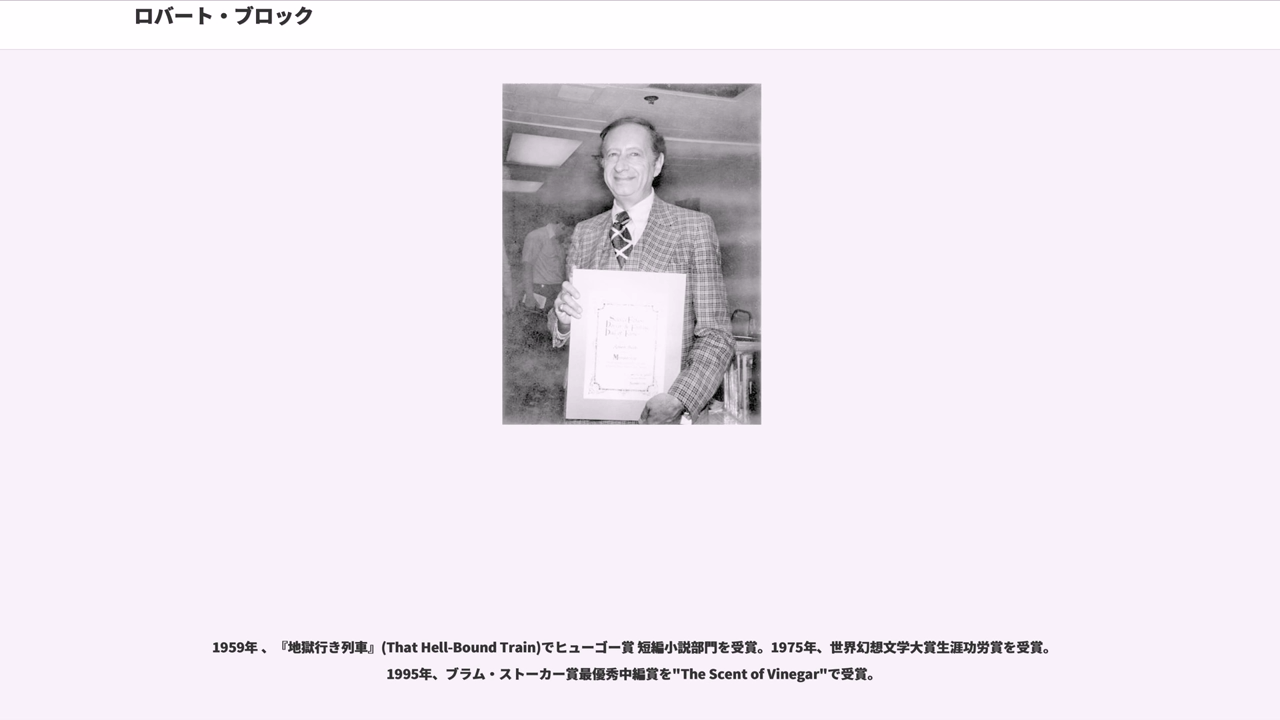 ロバート・ブロック
1959年 、『地獄行き列車』(That Hell-Bound Train)でヒューゴー賞 短編小説部門を受賞。1975年、世界幻想文学大賞生涯功労賞を受賞。
1995年、ブラム・ストーカー賞最優秀中編賞を"The Scent of Vinegar"で受賞。